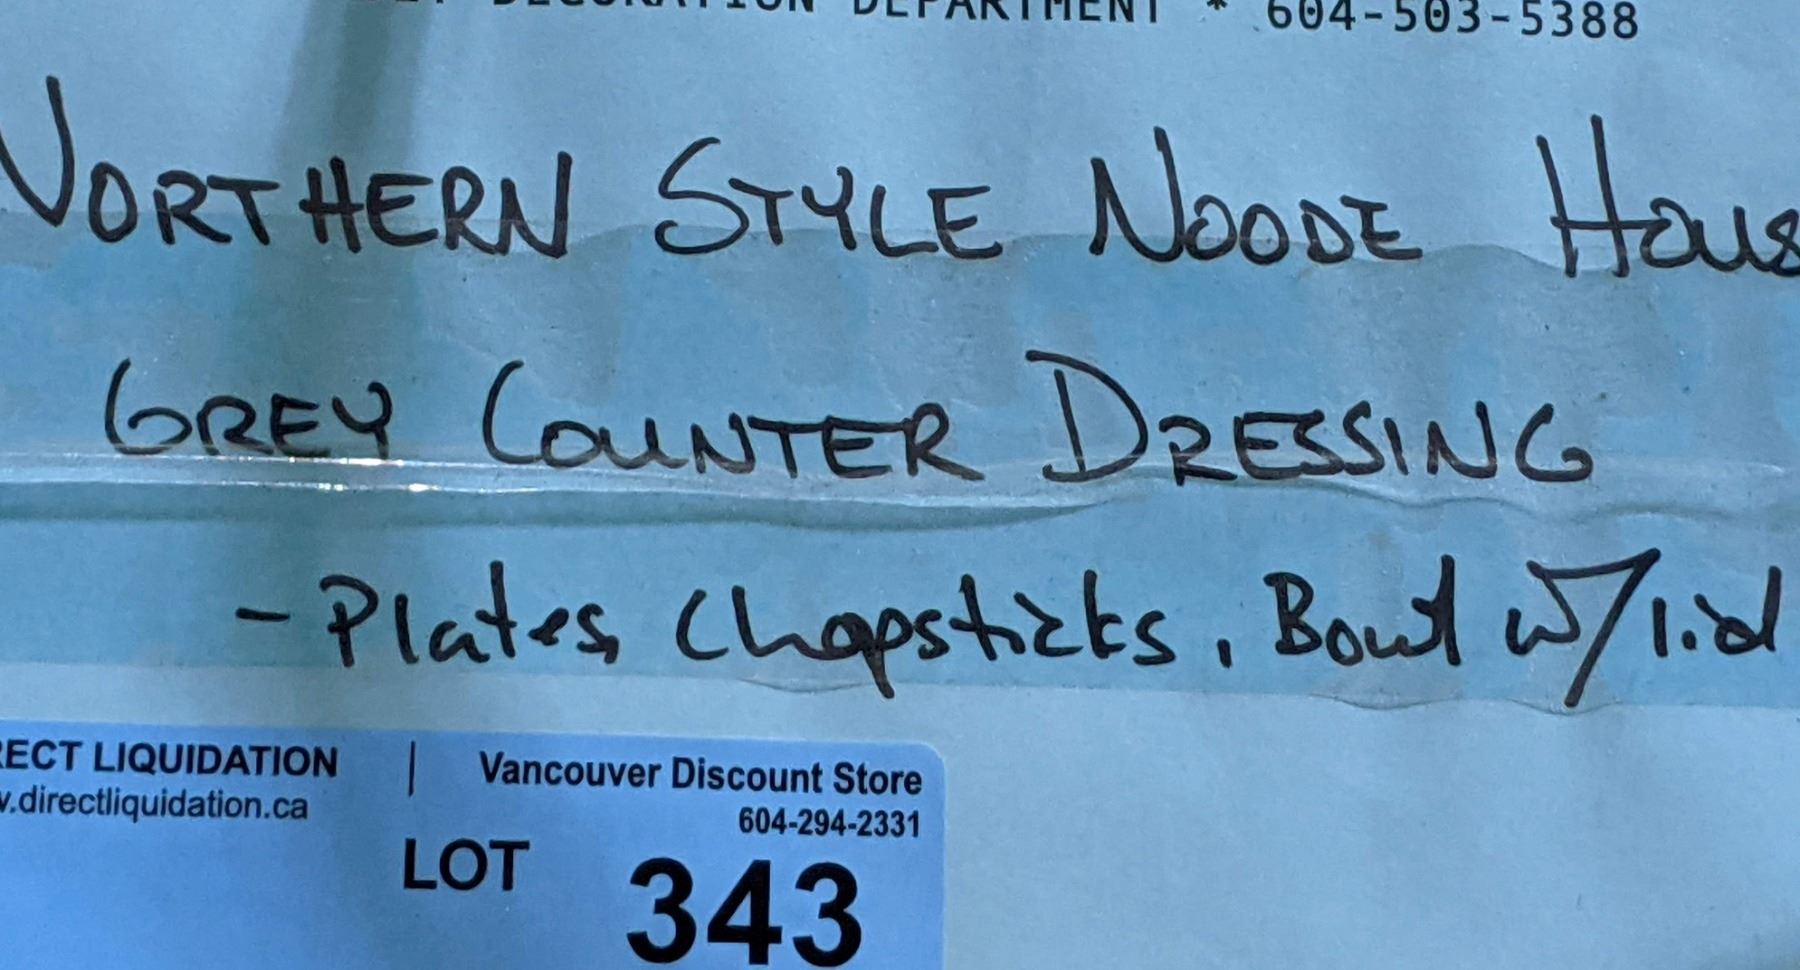 DECORATION DEPARTMENT * 604-503-5388
NORTHERN STYLE NOODE HOUS
GREY COUNTER DRESSING
- Plates, Chopsticks, Bowl w/lid
RECT LIQUIDATION | Vancouver Discount Store
w.directliquidation.ca
604-294-2331
LOT 343